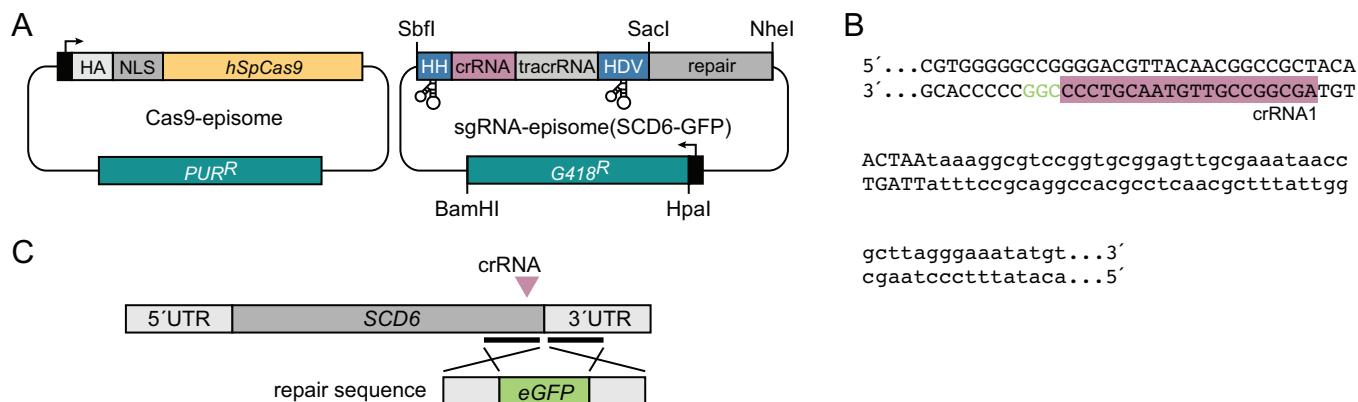 A
SbfI SacI NheI
HA NLS hSpCas9
HH crRNA tracrRNA HDV repair
Cas9-episome
sgRNA-episome(SCD6-GFP)
PURR
G418R
BamHI HpaI
B
5´...CGTGGGGGCCGGGGACGTTACAACGGCCGCTACA
3´...GCACCCCCGGCCCCTGCAATGTTGCCGGCGATGT
crRNA1
ACTAAtaaaggcgtccggtgcggagttgcgaaataacc
TGATTatttccgcaggccacgcctcaacgctttattgg
gcttagggaaatatgt...3´
cgaatccctttataca...5´
C
crRNA
5´UTR SCD6 3´UTR
repair sequence eGFP